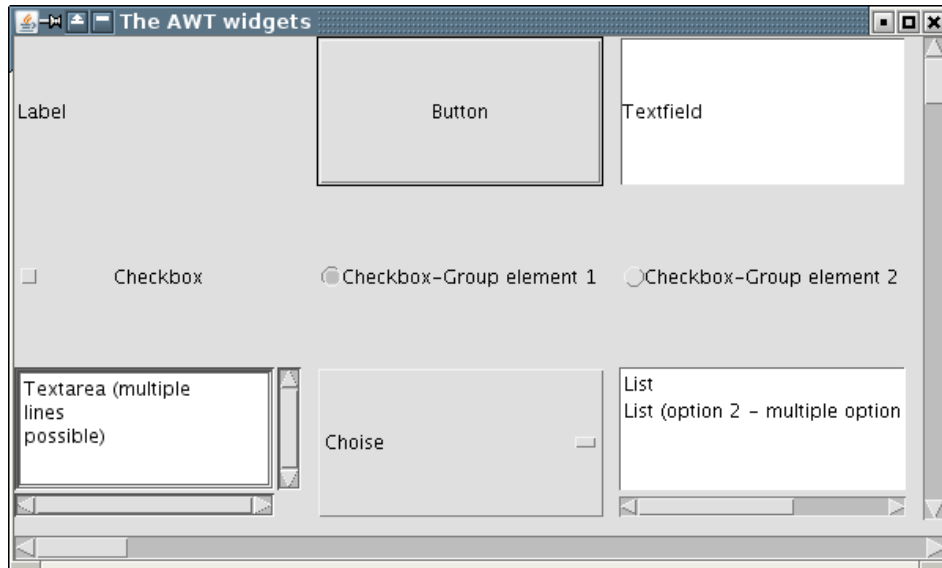 The AWT widgets
Label
Button
Textfield
Checkbox
Checkbox-Group element 1
Checkbox-Group element 2
Textarea (multiple
lines
possible)
Choise
List
List (option 2 - multiple option